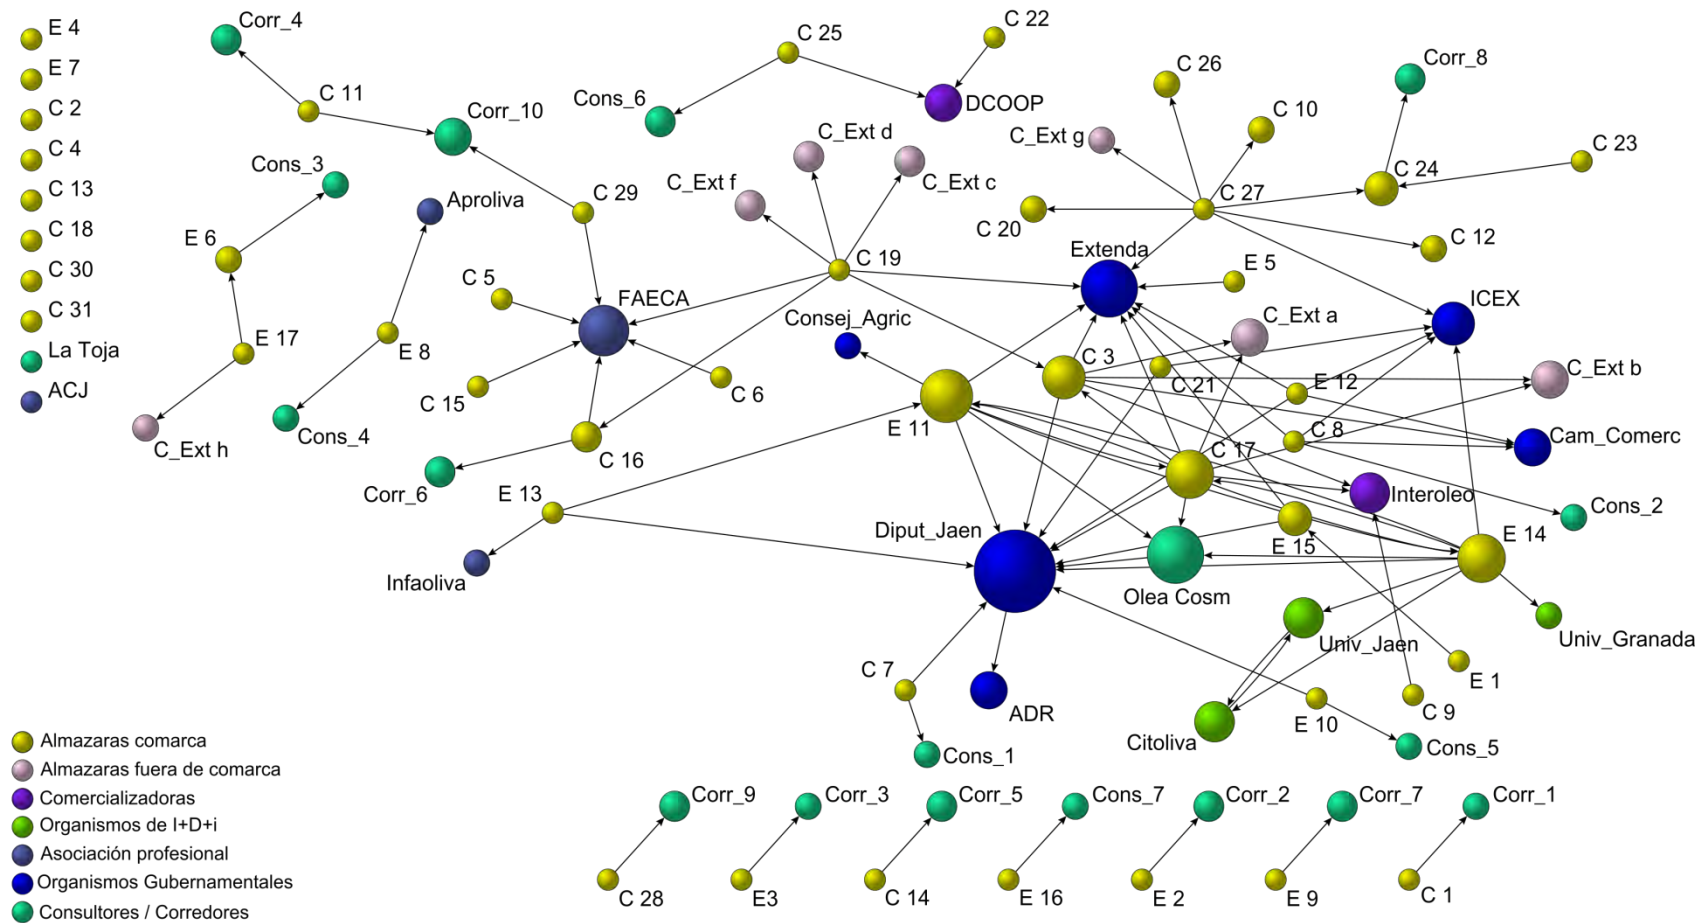 E 4
E 7
C 2
C 4
C 13
C 18
C 30
C 31
La Toja
ACJ
Corr_4
C 11
Corr_10
Cons_3
Aproliva
C 29
E 6
E 17
E 8
C_Ext h
Cons_4
C 25
C 22
Cons_6
DCOOP
C_Ext d
C_Ext f
C_Ext c
C 19
C 5
FAECA
C 15
C 6
C 16
Corr_6
C 26
C 10
C_Ext g
Corr_8
C 23
C 24
C 27
C 20
C 12
Extenda
E 5
ICEX
C_Ext a
Consej_Agric
C 3
C 21
E 12
C_Ext b
E 11
C 8
Cam_Comerc
C 17
Interoleo
Cons_2
E 13
Infaoliva
Diput_Jaen
Olea Cosm
E 15
E 14
Univ_Jaen
Univ_Granada
E 1
C 9
C 7
ADR
Citoliva
E 10
Cons_1
Cons_5
Almazaras comarca
Almazaras fuera de comarca
Comercializadoras
Organismos de I+D+i
Asociación profesional
Organismos Gubernamentales
Consultores / Corredores
Corr_9
Corr_3
Corr_5
Cons_7
Corr_2
Corr_7
Corr_1
C 28
E3
C 14
E 16
E 2
E 9
C 1